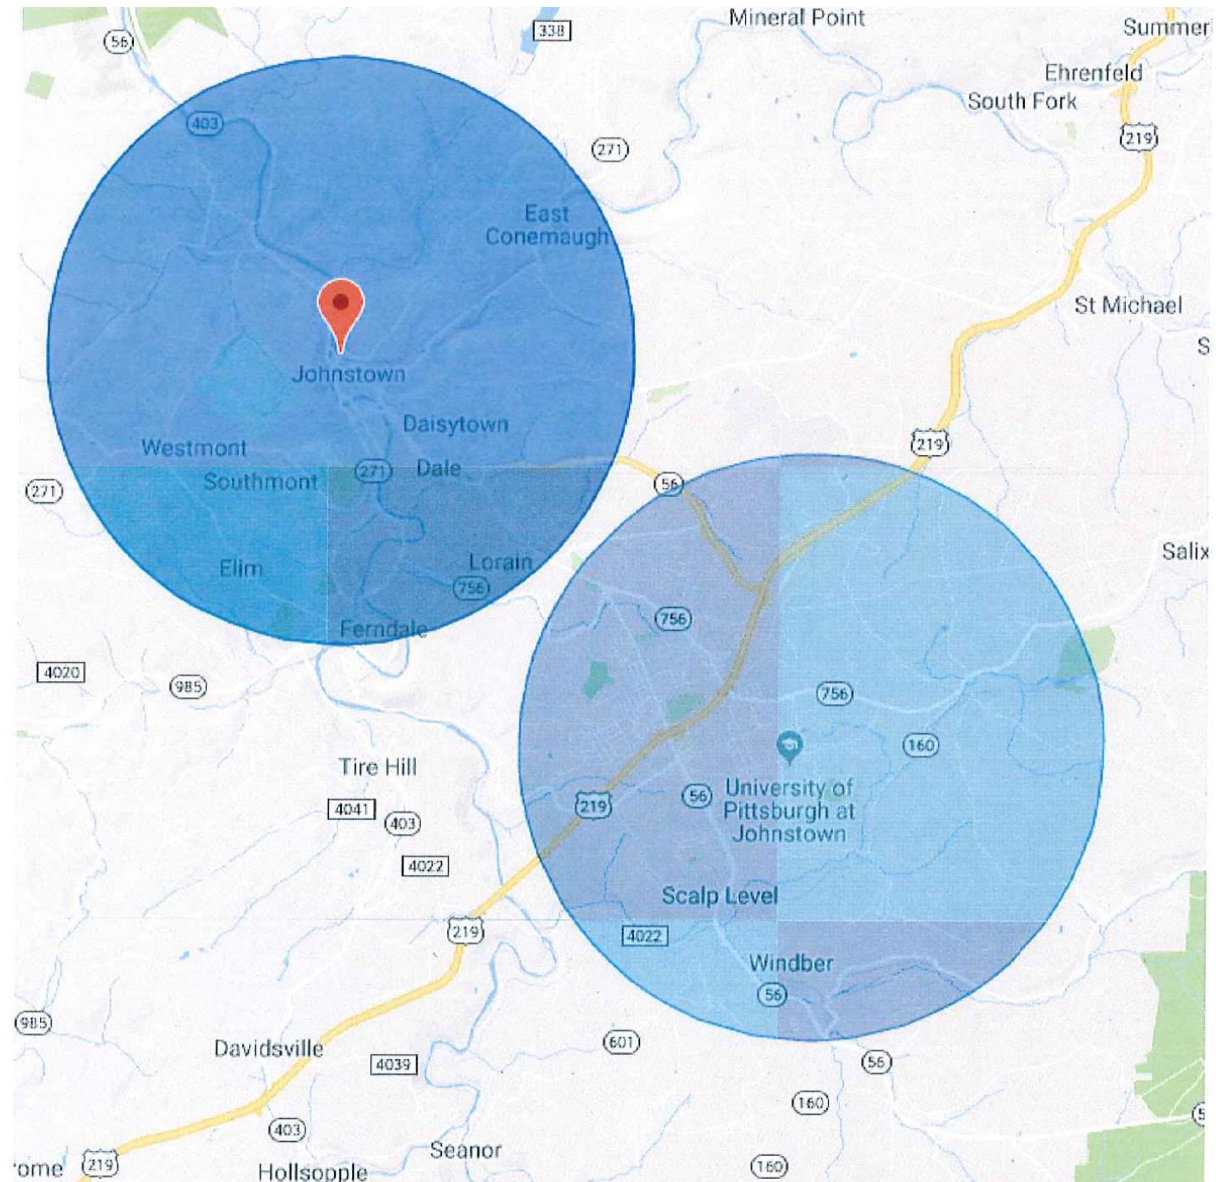 Mineral Point
338
Summer
56
Ehrenfeld
South Fork
403
219
271
East
Conemaugh
St Michael
S
Johnstown
Daisytown
219
Westmont
Dale
271
Southmont
56
271
Salix
Lorain
Elim
756
756
Ferndale
4020
985
756
160
Tire Hill
University of
Pittsburgh at
Johnstown
56
219
4041
403
4022
Scalp Level
219
4022
Windber
56
985
601
Davidsville
4039
56
160
5
403
Seanor
rome
219
Hollsopple
160